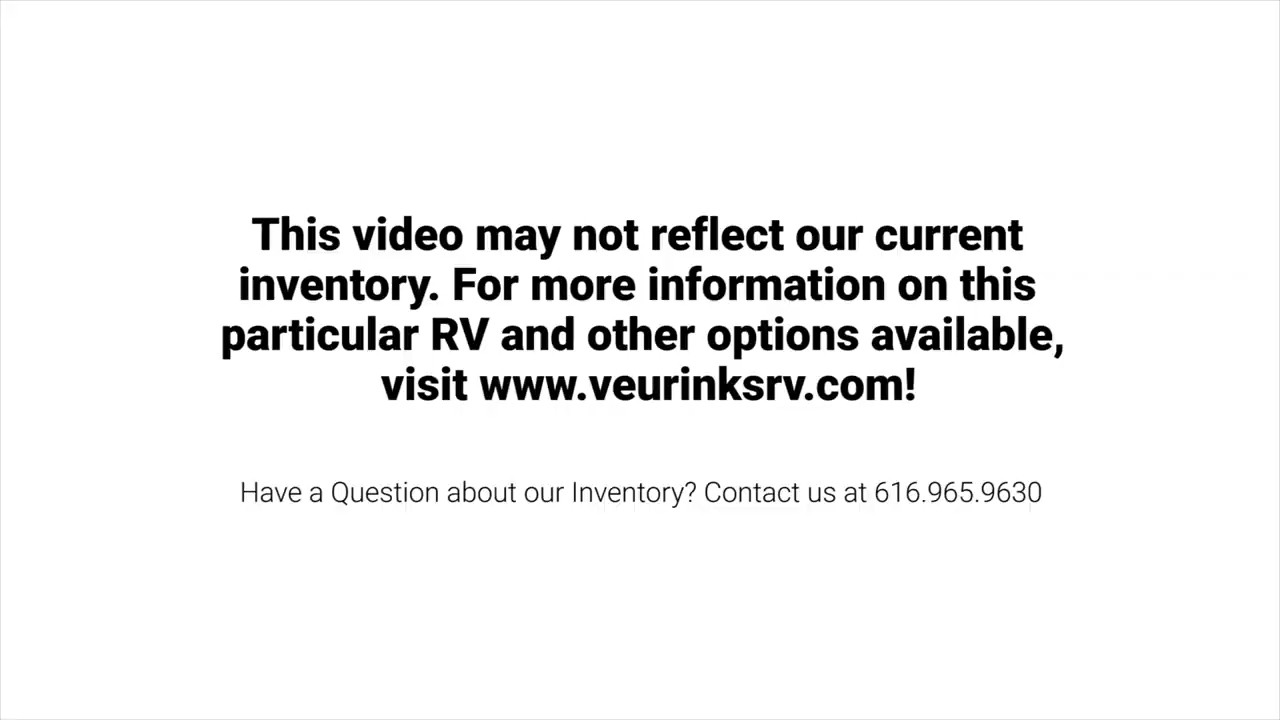 This video may not reflect our current
inventory. For more information on this
particular RV and other options available,
visit www.veurinksrv.com!
Have a Question about our Inventory? Contact us at 616.965.9630